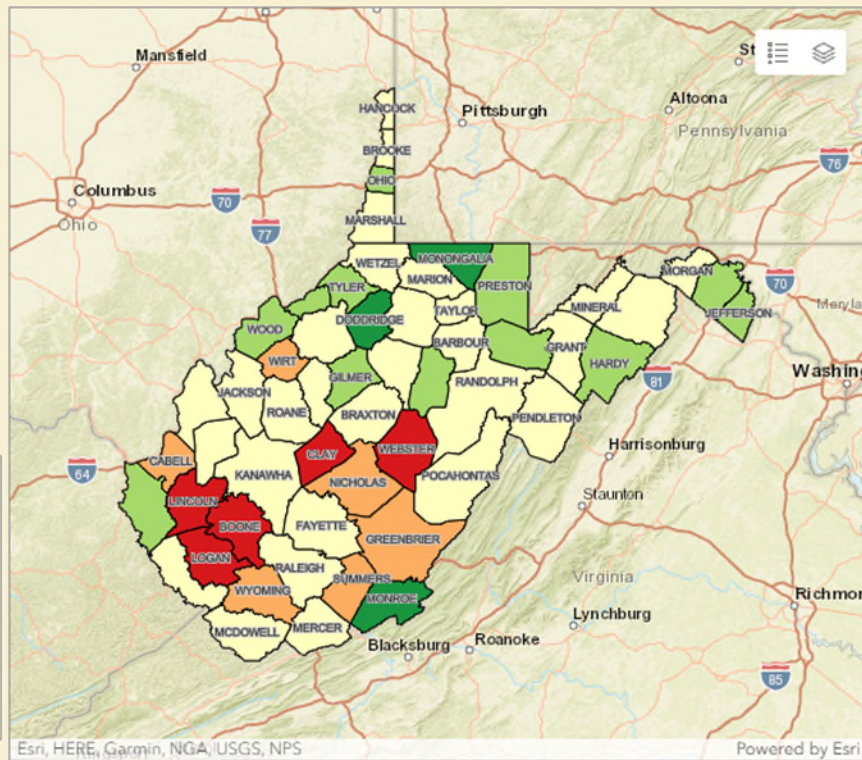 Mansfield
St
HANCOCK
Pittsburgh
Altoona
Pennsylvania
BROOKE
76
OHIO
Columbus
70
Ohio
MARSHALL
77
WETZEL
MONONGALIA
MARION
MORGAN
70
TYLER
PRESTON
MINERAL
Maryla
WOOD
DODDRIDGE
TAYLOR
JEFFERSON
BARBOUR
GRANT
WIRT
HARDY
GILMER
81
Washing
JACKSON
RANDOLPH
ROANE
BRAXTON
PENDLETON
CLAY
WEBSTER
Harrisonburg
64
CABELL
KANAWHA
POCAHONTAS
NICHOLAS
Staunton
LINCOLN
BOONE
FAYETTE
GREENBRIER
LOGAN
RALEIGH
SUMMERS
Virginia
WYOMING
MONROE
Richmon
Lynchburg
MCDOWELL
MERCER
Blacksburg
Roanoke
85
Esri, HERE, Garmin, NGA, USGS, NPS
Powered by Esri